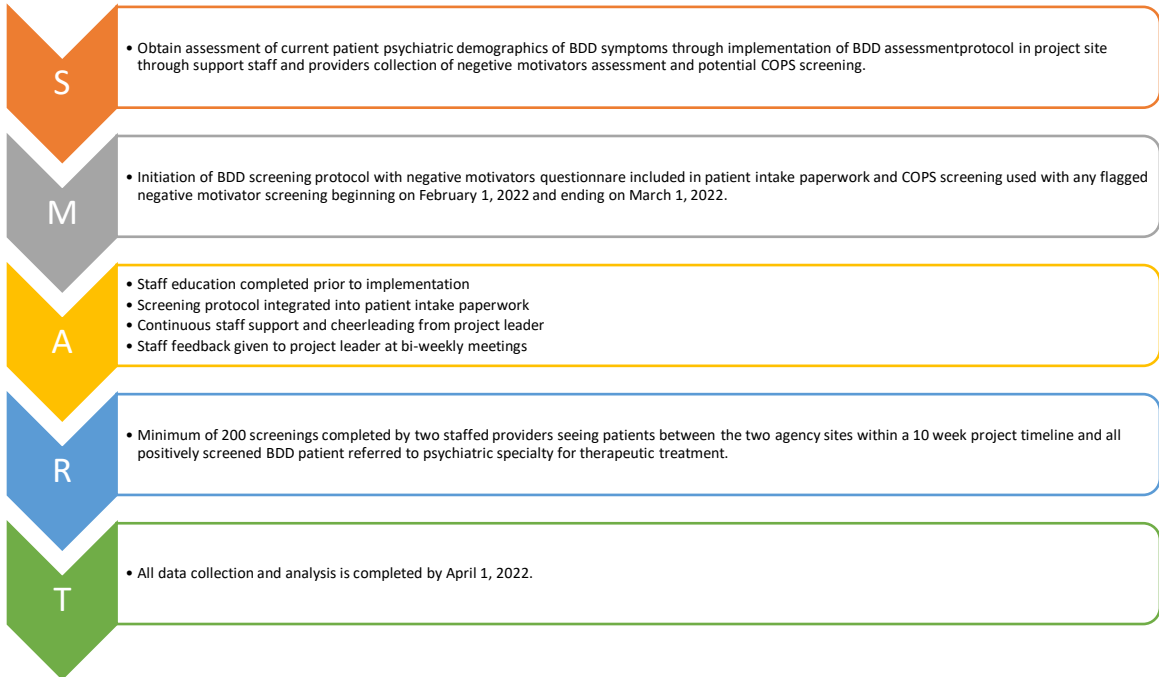 S
• Obtain assessment of current patient psychiatric demographics of BDD symptoms through implementation of BDD assessmentprotocol in project site
through support staff and providers collection of negetive motivators assessment and potential COPS screening.
M
• Initiation of BDD screening protocol with negative motivators questionnare included in patient intake paperwork and COPS screening used with any flagged
negative motivator screening beginning on February 1, 2022 and ending on March 1, 2022.
A
• Staff education completed prior to implementation
• Screening protocol integrated into patient intake paperwork
• Continuous staff support and cheerleading from project leader
• Staff feedback given to project leader at bi-weekly meetings
R
• Minimum of 200 screenings completed by two staffed providers seeing patients between the two agency sites within a 10 week project timeline and all
positively screened BDD patient referred to psychiatric specialty for therapeutic treatment.
T
• All data collection and analysis is completed by April 1, 2022.